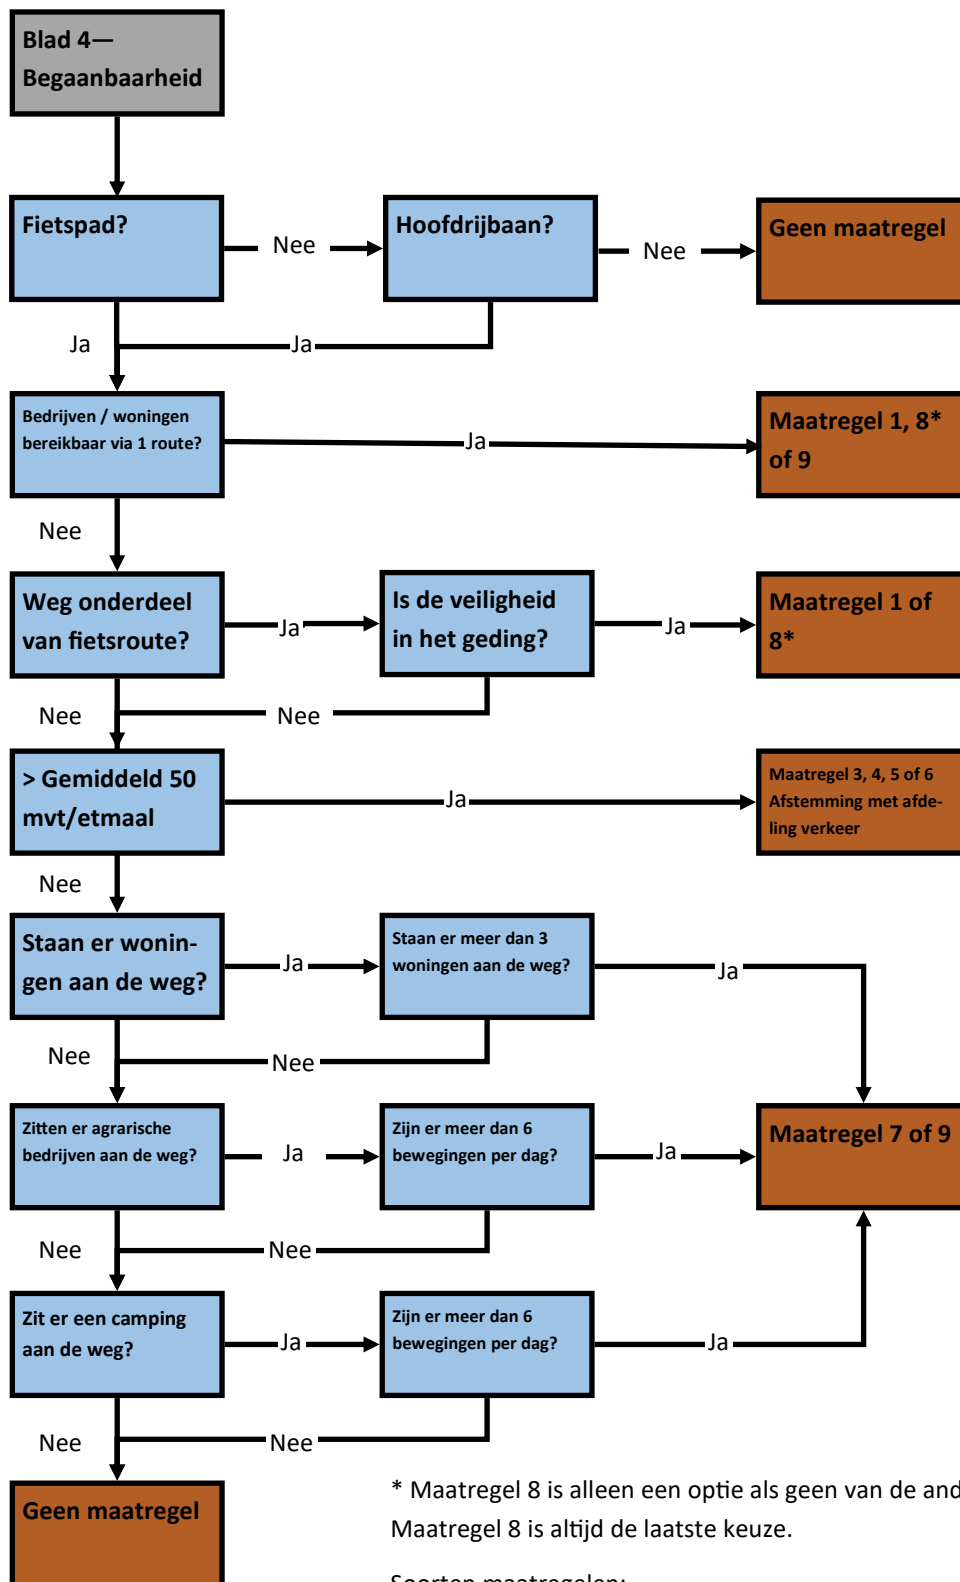 Blad 4—
Begaanbaarheid
Fietspad?
Nee
Hoofdrijbaan?
Nee
Geen maatregel
Ja
Ja
Bedrijven / woningen
bereikbaar via 1 route?
Ja
Maatregel 1, 8*
of 9
Nee
Weg onderdeel
van fietsroute?
Ja
Is de veiligheid
in het geding?
Ja
Maatregel 1 of
8*
Nee
Nee
> Gemiddeld 50
mvt/etmaal
Ja
Maatregel 3, 4, 5 of 6
Afstemming met afde-
ling verkeer
Nee
Staan er wonin-
gen aan de weg?
Ja
Staan er meer dan 3
woningen aan de weg?
Ja
Nee
Nee
Zitten er agrarische
bedrijven aan de weg?
Ja
Zijn er meer dan 6
bewegingen per dag?
Ja
Maatregel 7 of 9
Nee
Nee
Zit er een camping
aan de weg?
Ja
Zijn er meer dan 6
bewegingen per dag?
Ja
Nee
Nee
Geen maatregel
* Maatregel 8 is alleen een optie als geen van de and
Maatregel 8 is altijd de laatste keuze.
Soorten maatregelen: